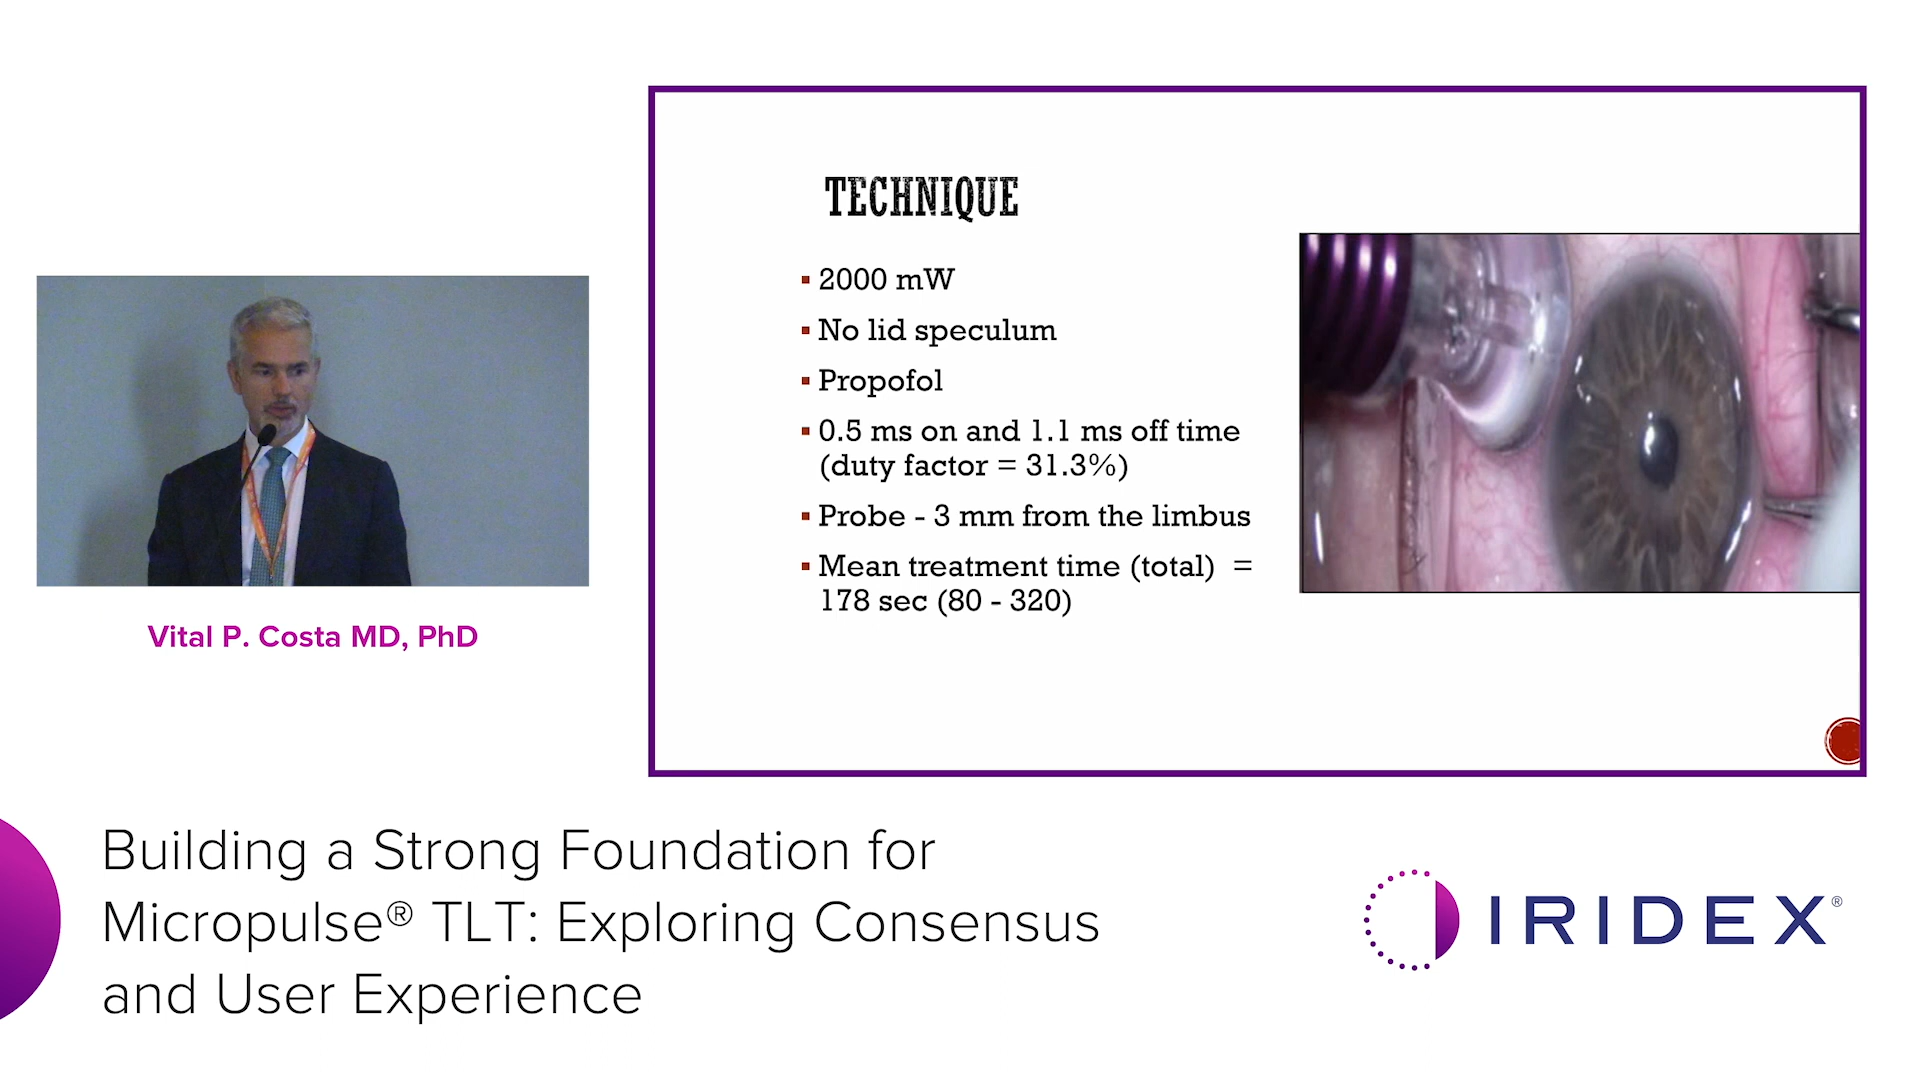 TECHNIQUE
2000 mW
No lid speculum
Propofol
0.5 ms on and 1.1 ms off time
(duty factor = 31.3%)
Probe - 3 mm from the limbus
Mean treatment time (total) =
178 sec (80 - 320)
Vital P. Costa MD, PhD
Building a Strong Foundation for
Micropulse® TLT: Exploring Consensus
and User Experience
IRIDEX®